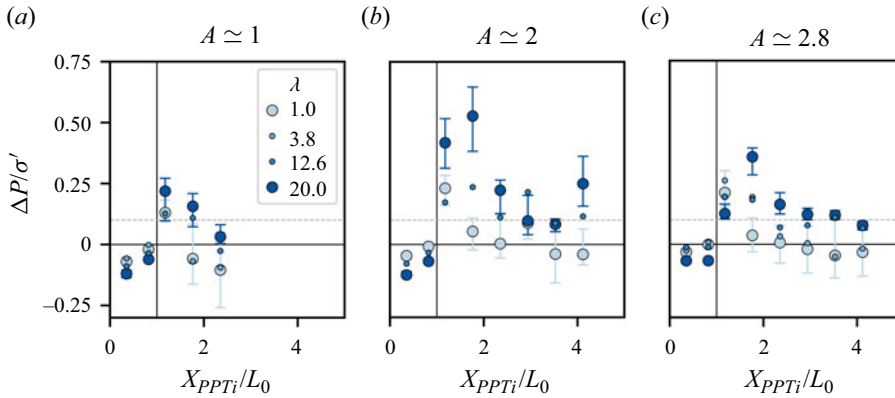 (a) (b) (c)
A ≃ 1 A ≃ 2 A ≃ 2.8
0.75
λ
1.0
0.50
3.8
12.6
20.0
0.25
ΔP/σ′
0
−0.25
0 2 4 0 2 4 0 2 4
X_PPTi/L_0 X_PPTi/L_0 X_PPTi/L_0